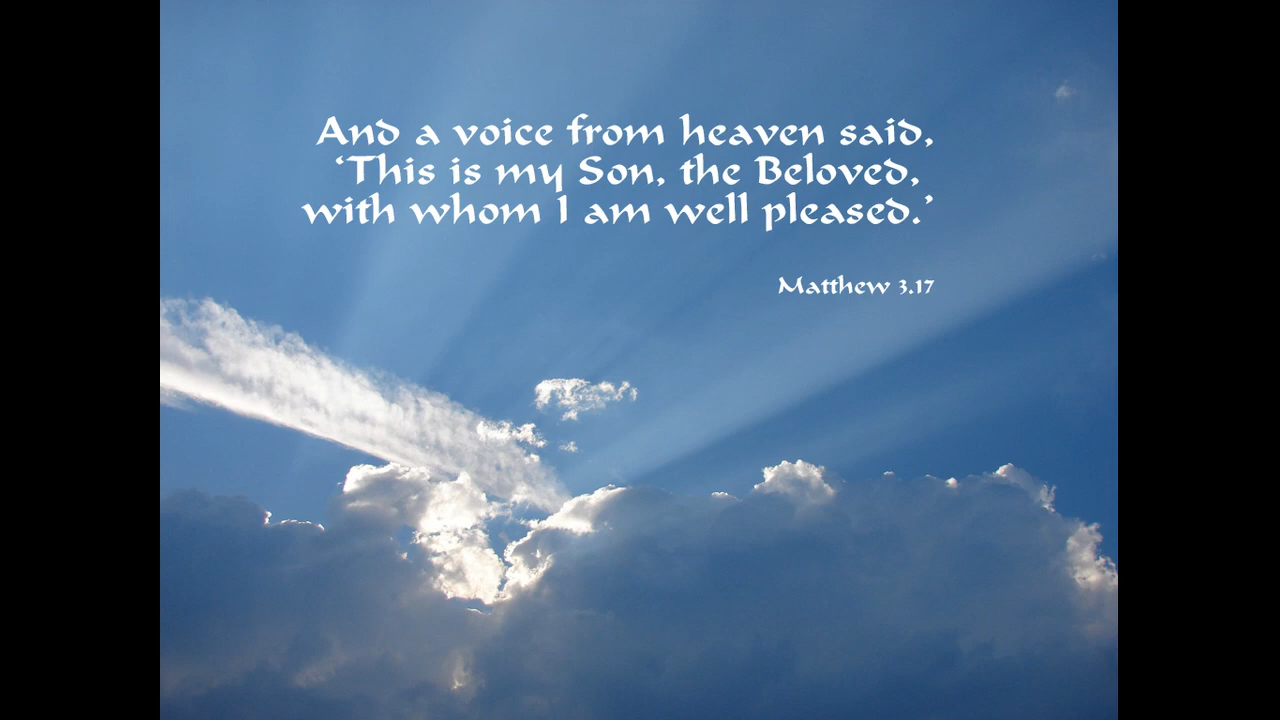 And a voice from heaven said,
‘This is my Son, the Beloved,
with whom I am well pleased.’
Matthew 3.17